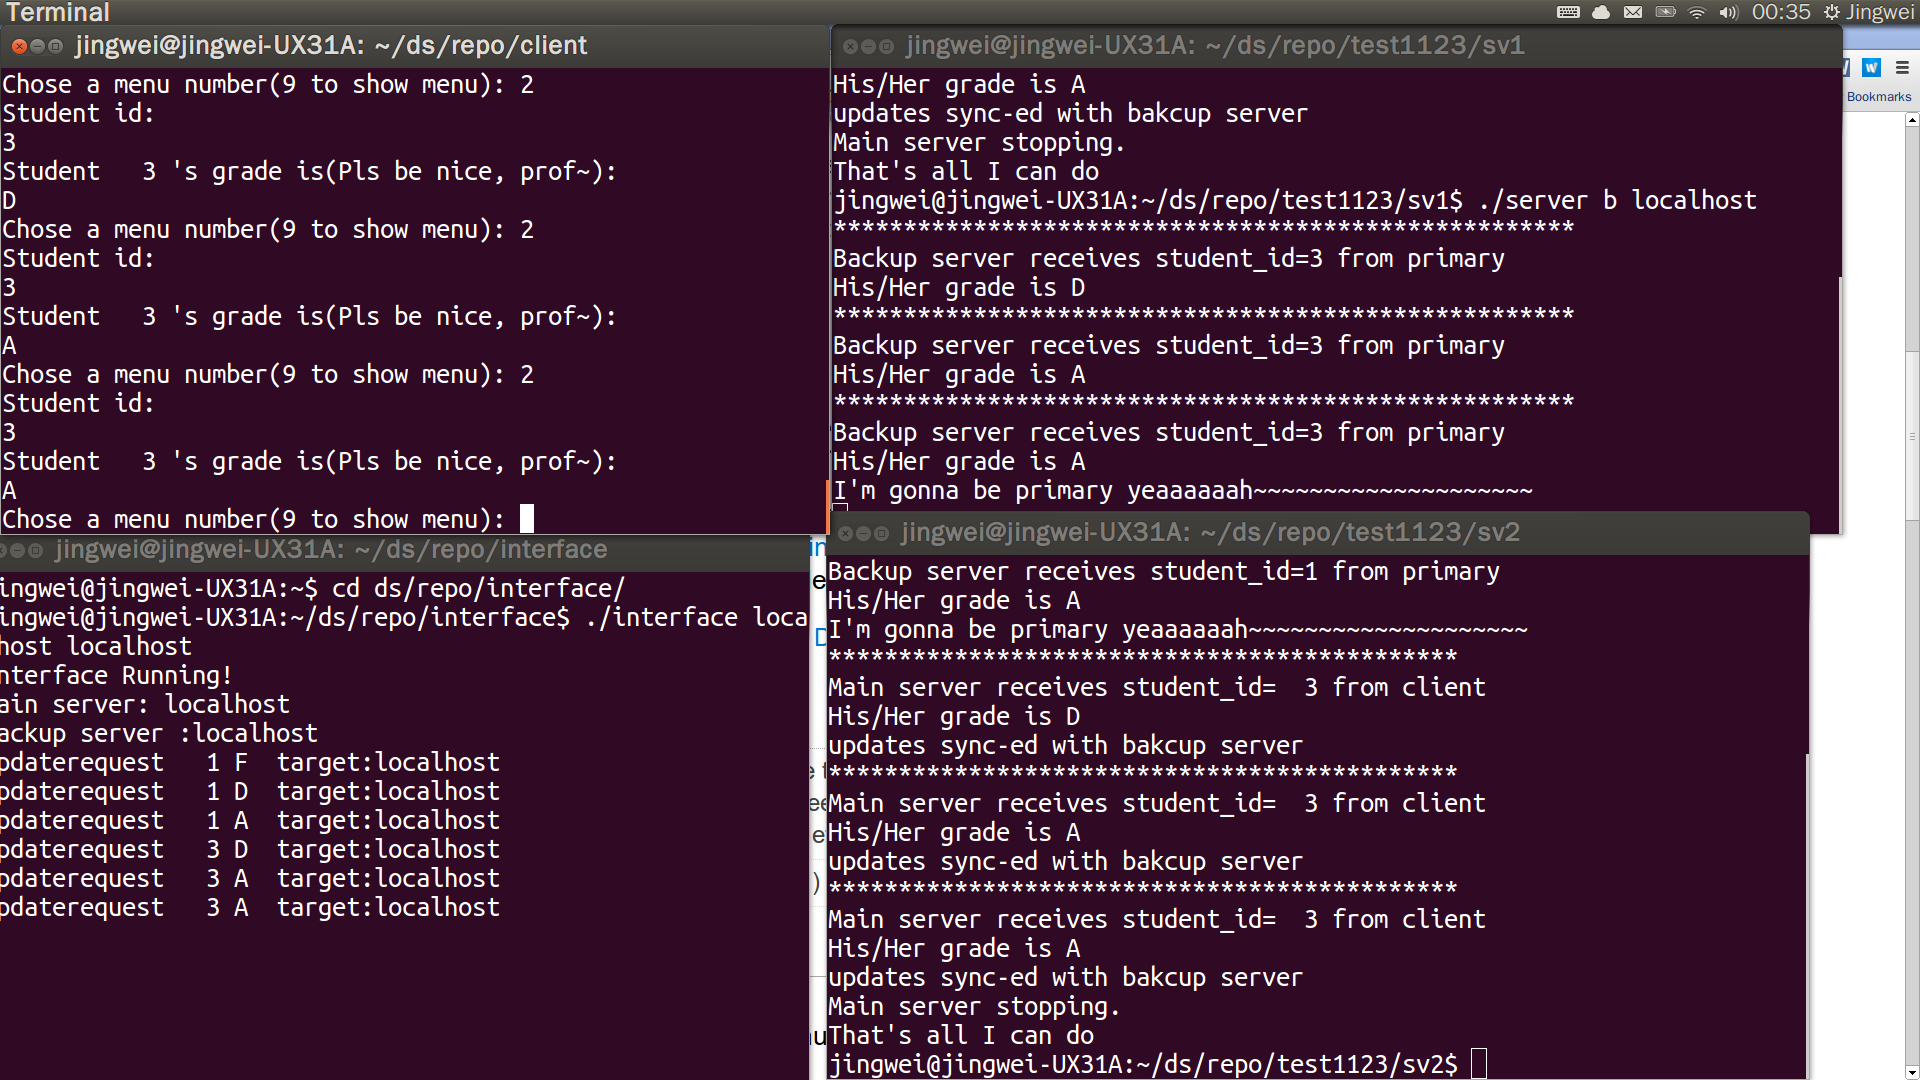 Terminal
00:35
Jingwei
jingwei@jingwei-UX31A: ~/ds/repo/client
Chose a menu number(9 to show menu): 2
Student id:
3
Student   3 's grade is(Pls be nice, prof~):
D
Chose a menu number(9 to show menu): 2
Student id:
3
Student   3 's grade is(Pls be nice, prof~):
A
Chose a menu number(9 to show menu): 2
Student id:
3
Student   3 's grade is(Pls be nice, prof~):
A
Chose a menu number(9 to show menu):
jingwei@jingwei-UX31A: ~/ds/repo/test1123/sv1
His/Her grade is A
updates sync-ed with bakcup server
Main server stopping.
That's all I can do
jingwei@jingwei-UX31A:~/ds/repo/test1123/sv1$ ./server b localhost
*****************************************************
Backup server receives student_id=3 from primary
His/Her grade is D
*****************************************************
Backup server receives student_id=3 from primary
His/Her grade is A
*****************************************************
Backup server receives student_id=3 from primary
His/Her grade is A
I'm gonna be primary yeaaaaaah~~~~~~~~~~~~~~~~~~~~
Bookmarks
jingwei@jingwei-UX31A: ~/ds/repo/interface
ingwei@jingwei-UX31A:~$ cd ds/repo/interface/
ingwei@jingwei-UX31A:~/ds/repo/interface$ ./interface loca
host localhost
nterface Running!
ain server: localhost
ackup server :localhost
pdaterequest   1 F  target:localhost
pdaterequest   1 D  target:localhost
pdaterequest   1 A  target:localhost
pdaterequest   3 D  target:localhost
pdaterequest   3 A  target:localhost
pdaterequest   3 A  target:localhost
jingwei@jingwei-UX31A: ~/ds/repo/test1123/sv2
Backup server receives student_id=1 from primary
His/Her grade is A
I'm gonna be primary yeaaaaaah~~~~~~~~~~~~~~~~~~~~
*********************************************
Main server receives student_id=  3 from client
His/Her grade is D
updates sync-ed with bakcup server
*********************************************
Main server receives student_id=  3 from client
His/Her grade is A
updates sync-ed with bakcup server
*********************************************
Main server receives student_id=  3 from client
His/Her grade is A
updates sync-ed with bakcup server
Main server stopping.
That's all I can do
jingwei@jingwei-UX31A:~/ds/repo/test1123/sv2$